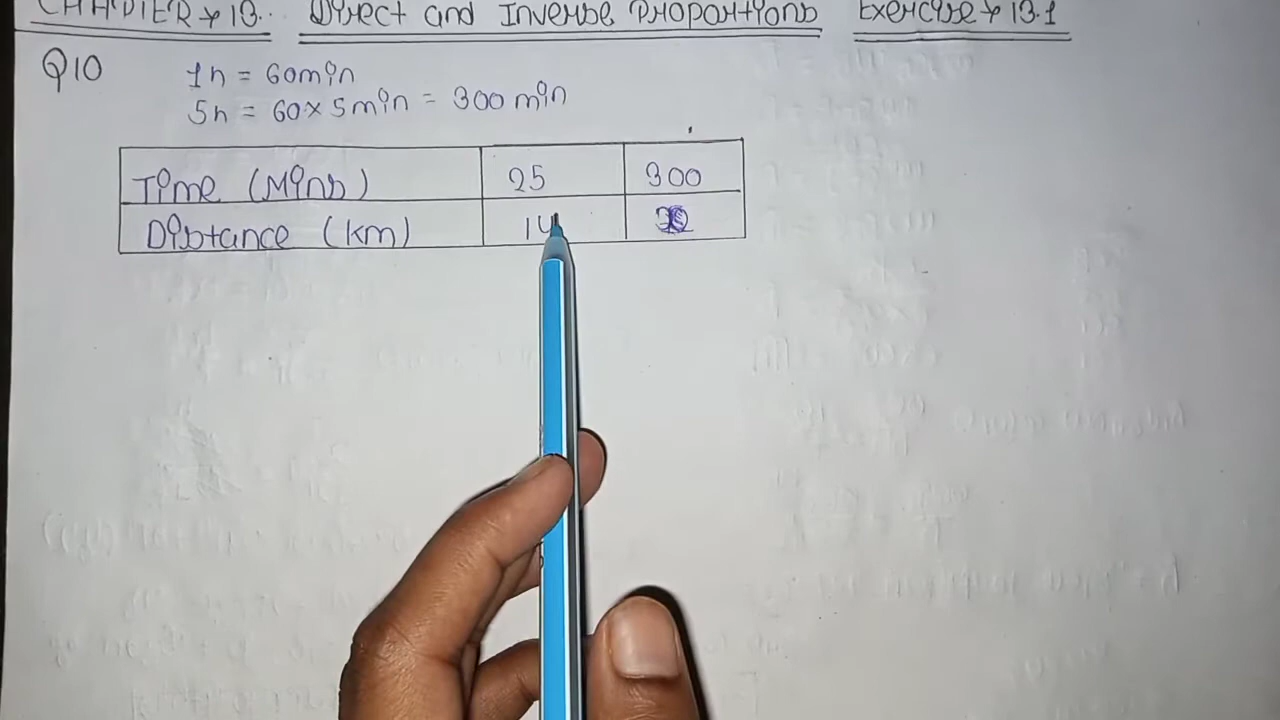 CHAPTER → 13.. Direct and Inverse Proportions Exercise → 13.1
Q10
1h = 60min
5h = 60 × 5min = 300 min
Time (Mins) 25 300
Distance (km) 14